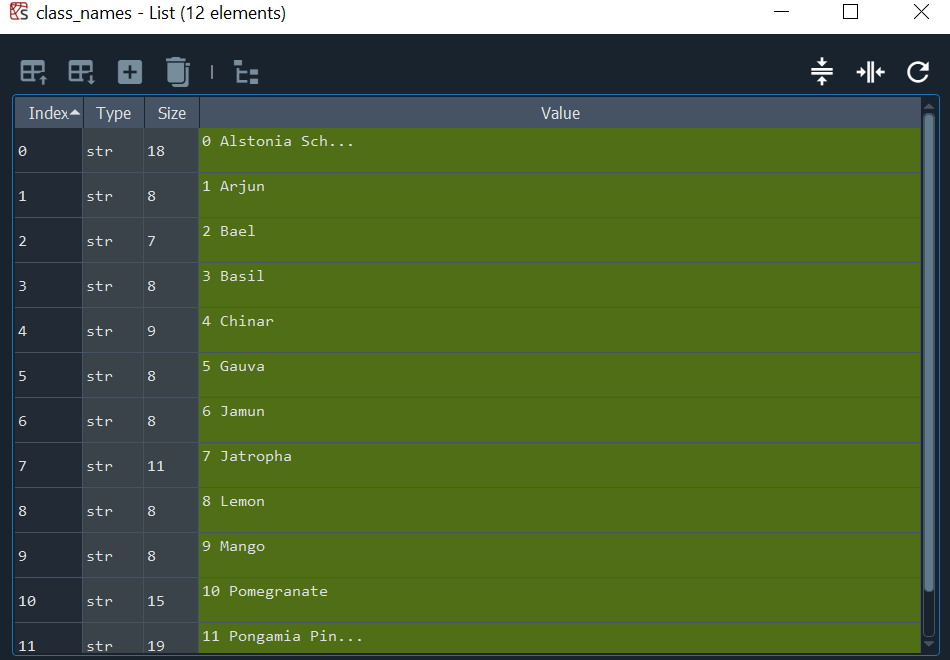 class_names - List (12 elements)
Index Type Size Value
0 str 18 0 Alstonia Sch...
1 str 8 1 Arjun
2 str 7 2 Bael
3 str 8 3 Basil
4 str 9 4 Chinar
5 str 8 5 Gauva
6 str 8 6 Jamun
7 str 11 7 Jatropha
8 str 8 8 Lemon
9 str 8 9 Mango
10 str 15 10 Pomegranate
11 str 19 11 Pongamia Pin...